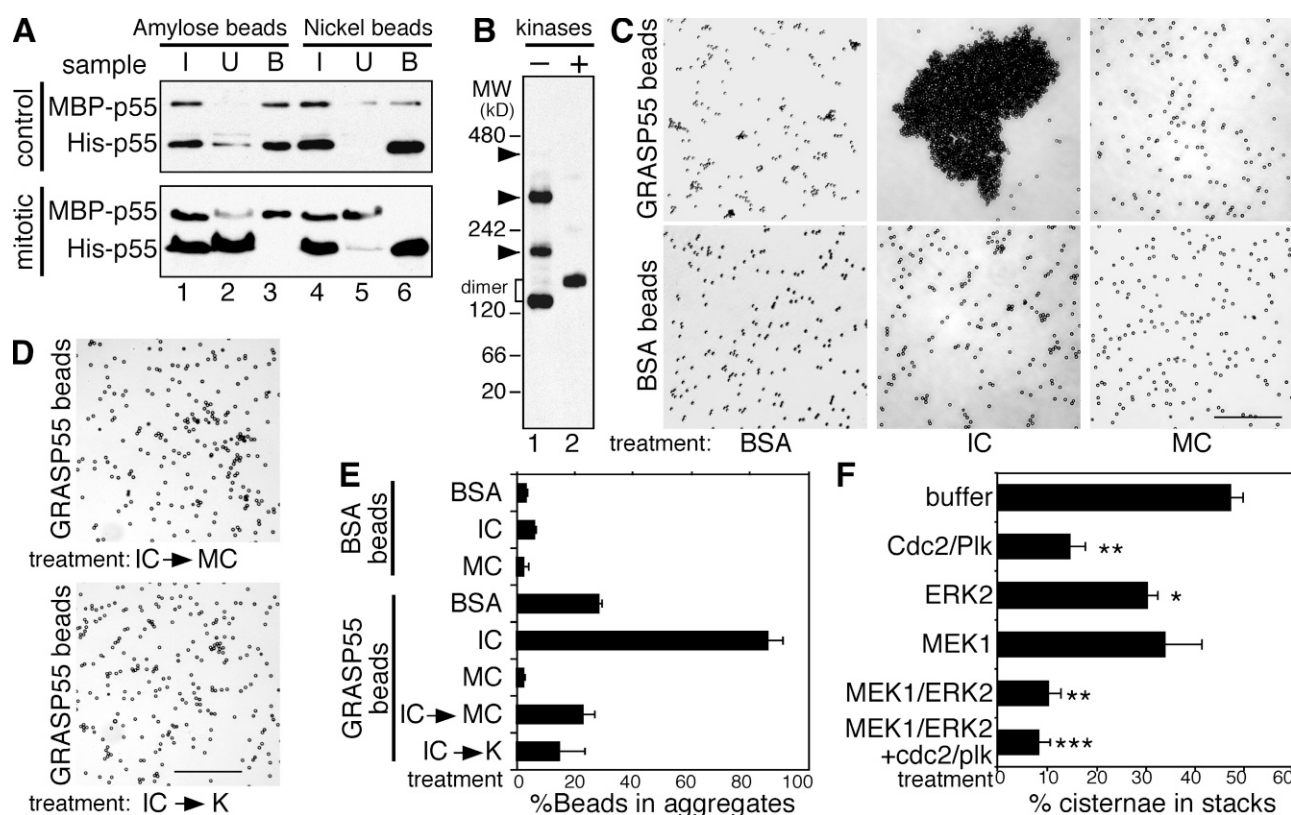 A
Amylose beads Nickel beads
sample I U B I U B
control
MBP-p55
His-p55
mitotic
MBP-p55
His-p55
1 2 3 4 5 6
B
kinases
− +
MW
(kD)
480
242
dimer
120
66
20
1 2
C
GRASP55 beads
BSA beads
treatment: BSA IC MC
D
GRASP55 beads
treatment: IC → MC
GRASP55 beads
treatment: IC → K
E
BSA beads
BSA
IC
MC
GRASP55 beads
BSA
IC
MC
IC → MC
IC → K
treatment
0 20 40 60 80 100
%Beads in aggregates
F
buffer
Cdc2/Plk **
ERK2 *
MEK1
MEK1/ERK2 **
MEK1/ERK2
+cdc2/plk ***
treatment
0 10 20 30 40 50 60
% cisternae in stacks